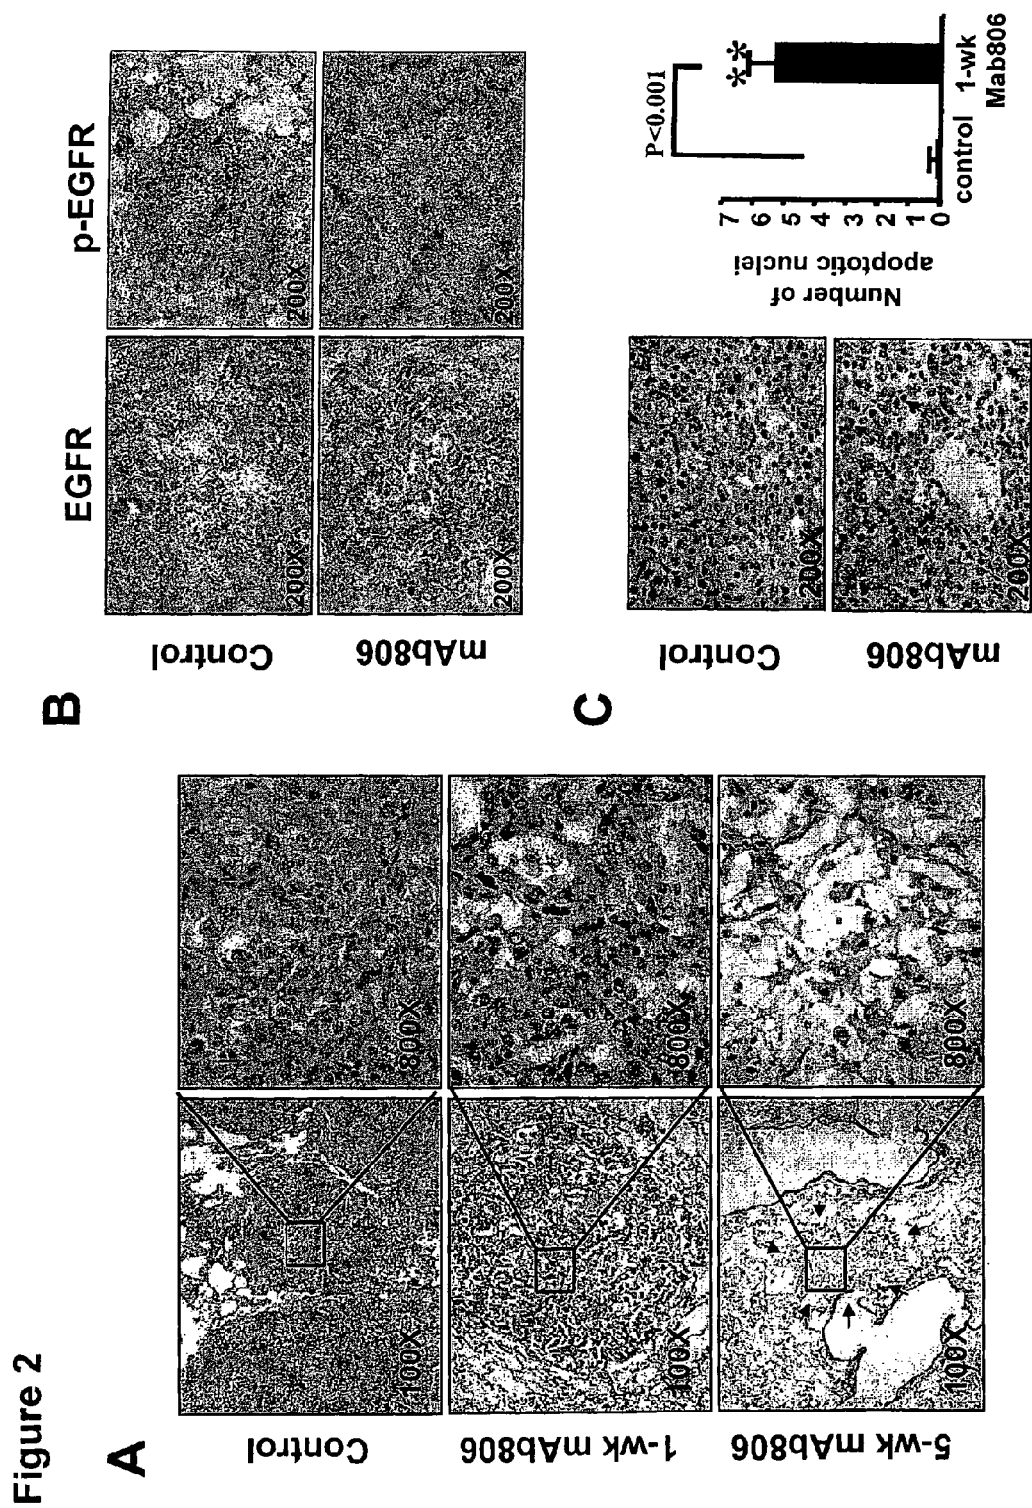 Figure 2
A
Control
100X
800X
1-wk mAb806
100X
800X
5-wk mAb806
100X
800X
B
EGFR
p-EGFR
Control
200X
200X
mAb806
200X
200X
C
Control
200X
mAb806
200X
Number of
apoptotic nuclei
7
6
5
4
3
2
1
0
P<0.001
**
control
1-wk
Mab806